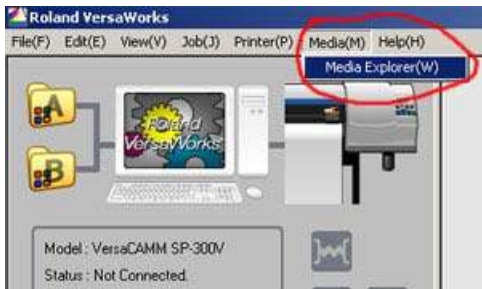 Roland VersaWorks
File(F) Edit(E) View(V) Job(J) Printer(P) Media(M) Help(H)
Media Explorer(W)
A
Roland
VersaWorks
B
Model : VersaCAMM SP-300V
Status : Not Connected.